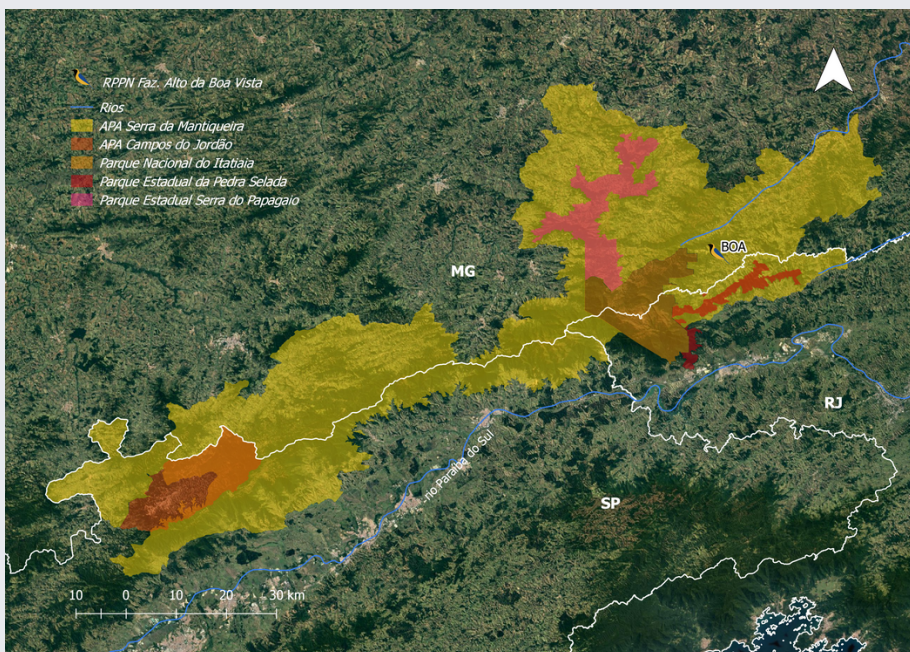 RPPN Faz. Alto da Boa Vista
Rios
APA Serra da Mantiqueira
APA Campos do Jordão
Parque Nacional do Itatiaia
Parque Estadual da Pedra Selada
Parque Estadual Serra do Papagaio
BOA
MG
RJ
rio Paraíba do Sul
SP
10 0 10 20 30 km